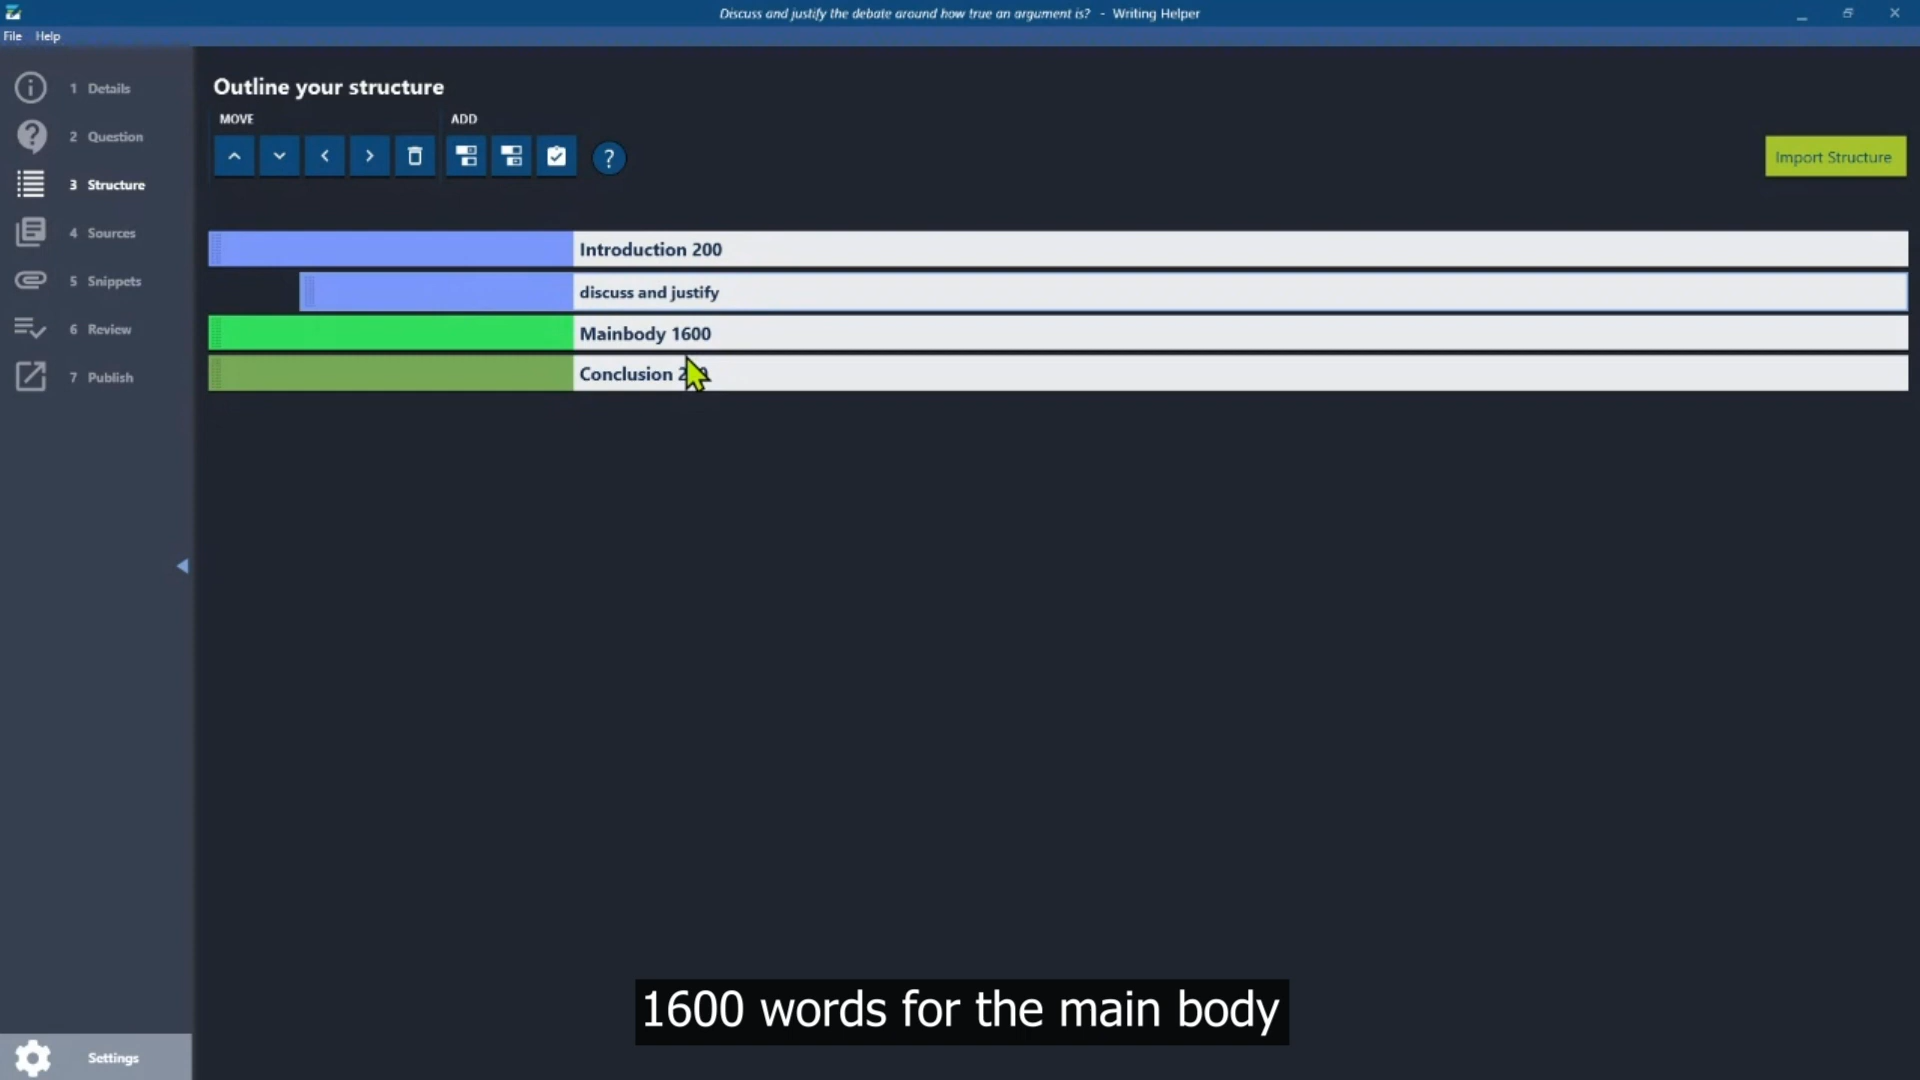 Discuss and justify the debate around how true an argument is? - Writing Helper
File Help
1 Details
2 Question
3 Structure
4 Sources
5 Snippets
6 Review
7 Publish
Settings
Outline your structure
MOVE
ADD
?
Import Structure
Introduction 200
discuss and justify
Mainbody 1600
Conclusion
1600 words for the main body